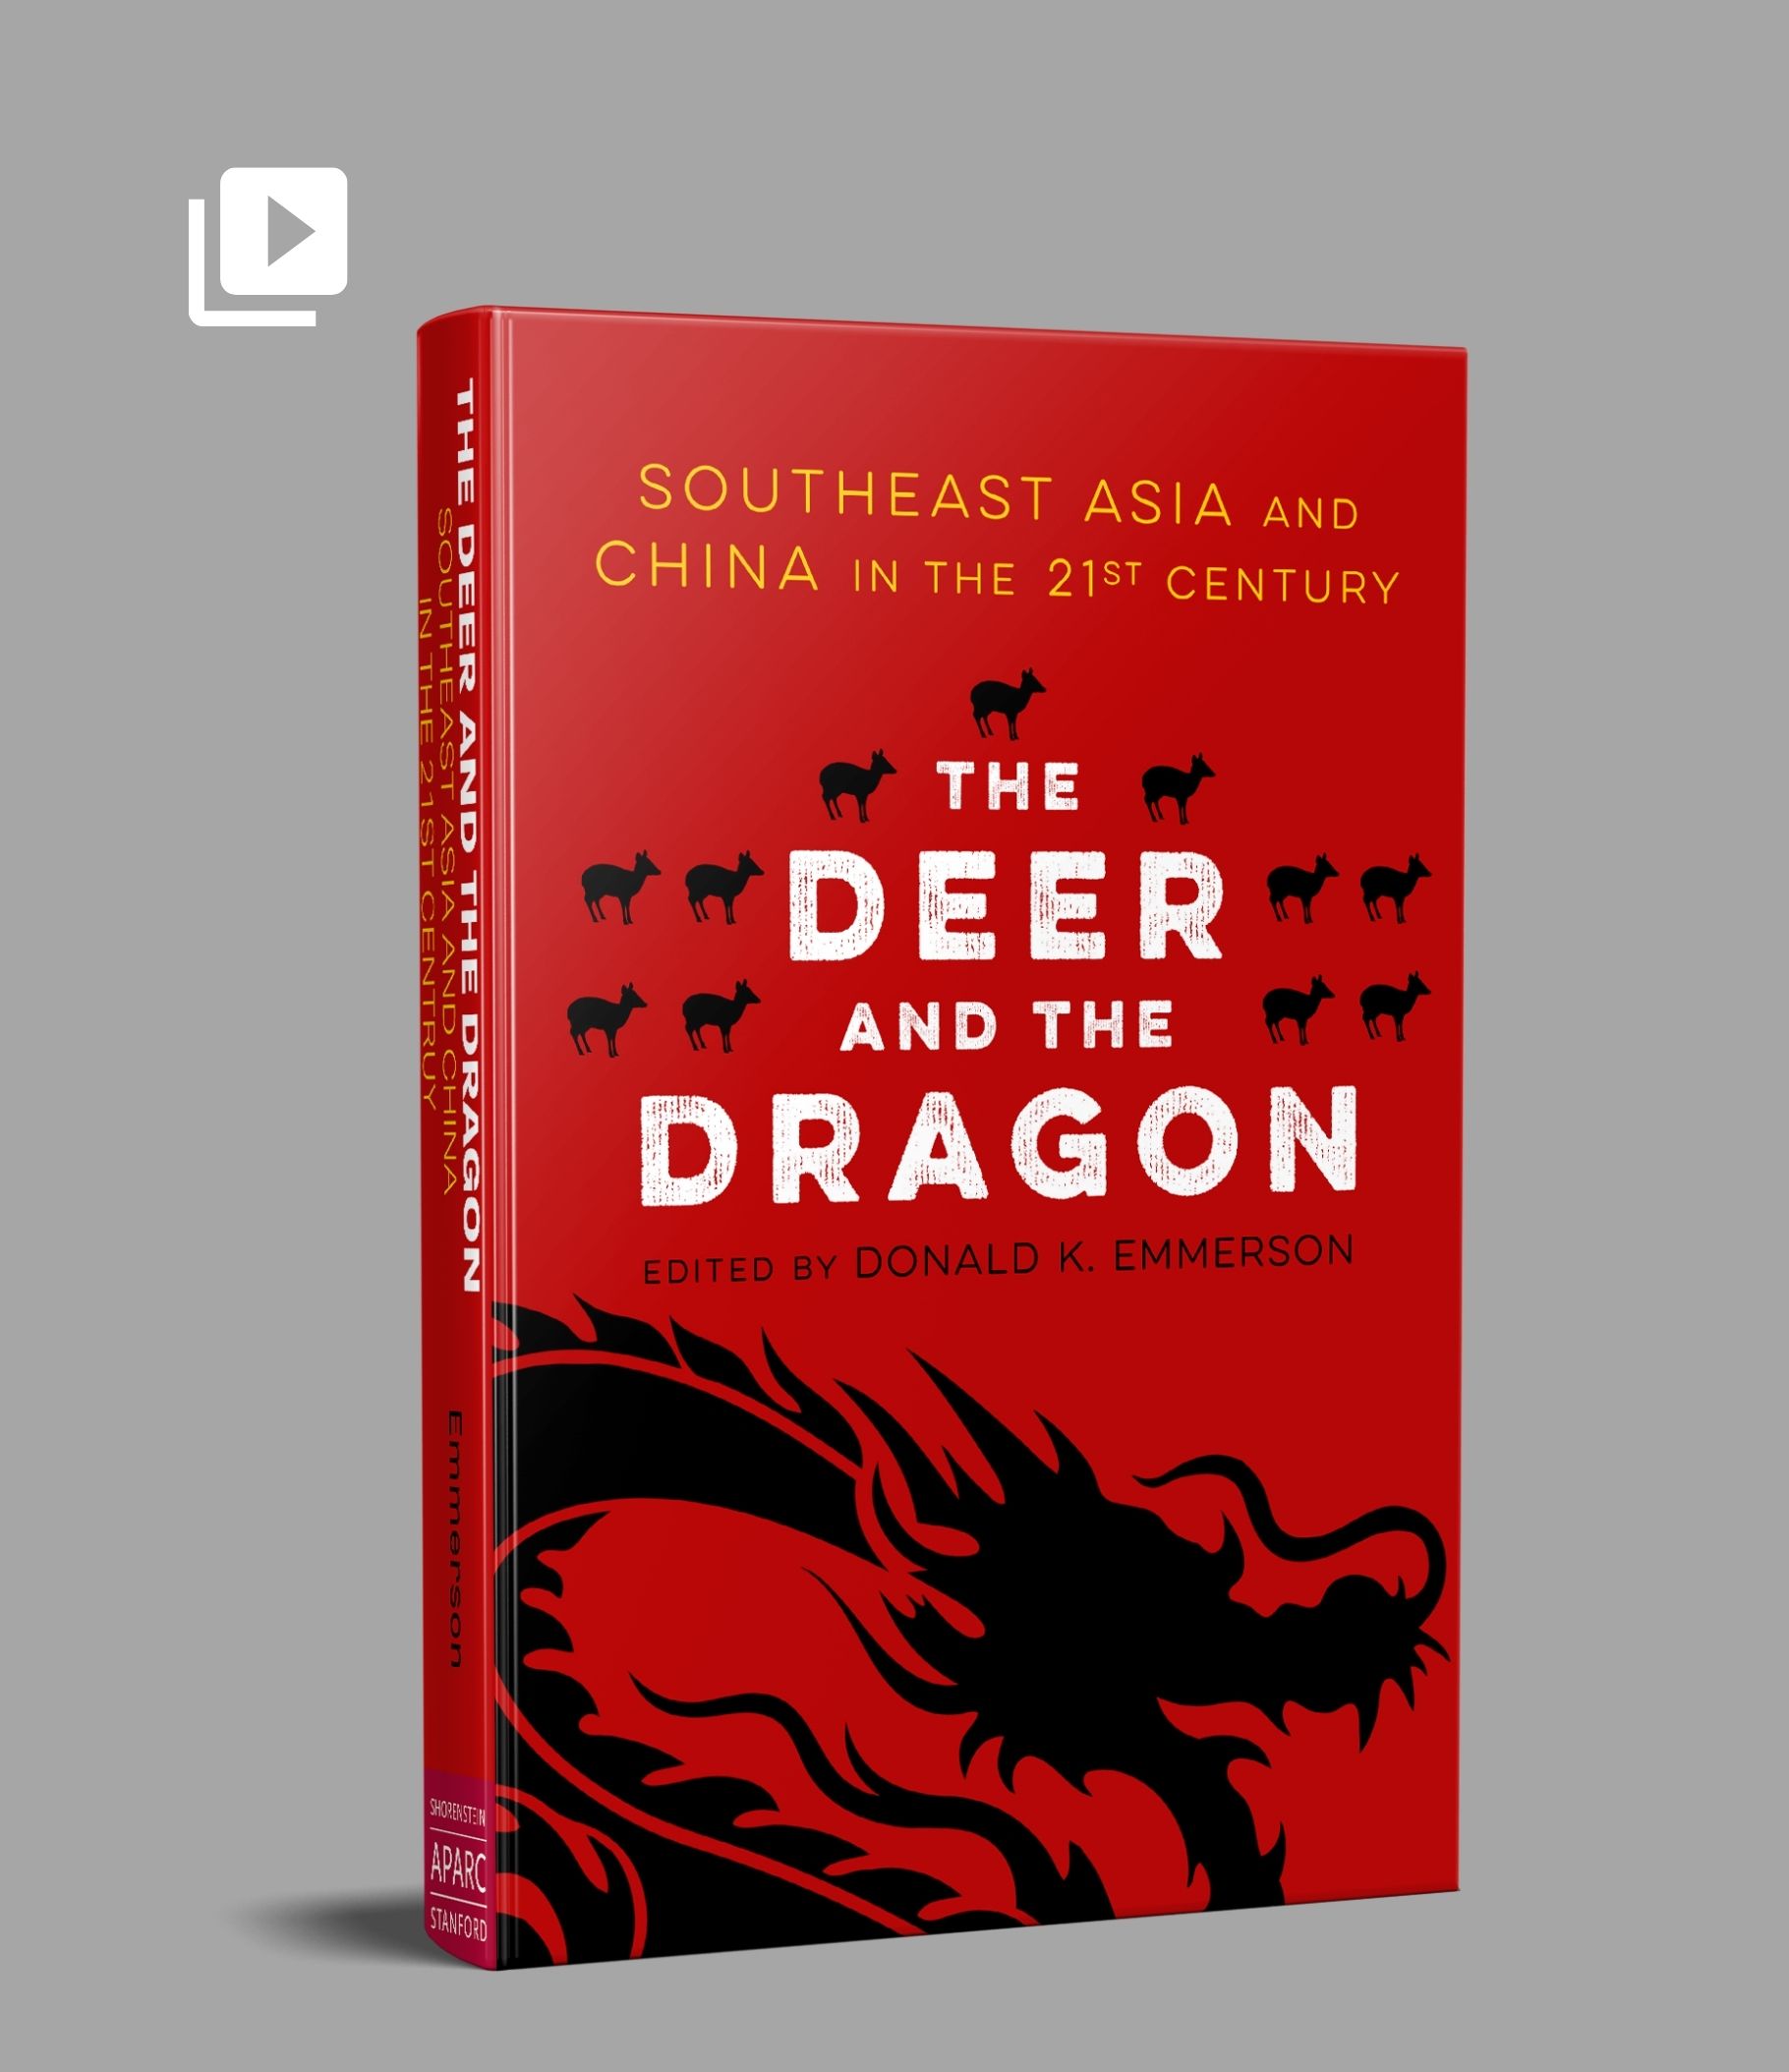 SOUTHEAST ASIA AND
CHINA IN THE 21ST CENTURY
THE
DEER
AND THE
DRAGON
EDITED BY DONALD K. EMMERSON
THE DEER AND THE DRAGON
SOUTHEAST ASIA AND CHINA
IN THE 21ST CENTRUY
Emmerson
SHORENSTEIN
APARC
STANFORD